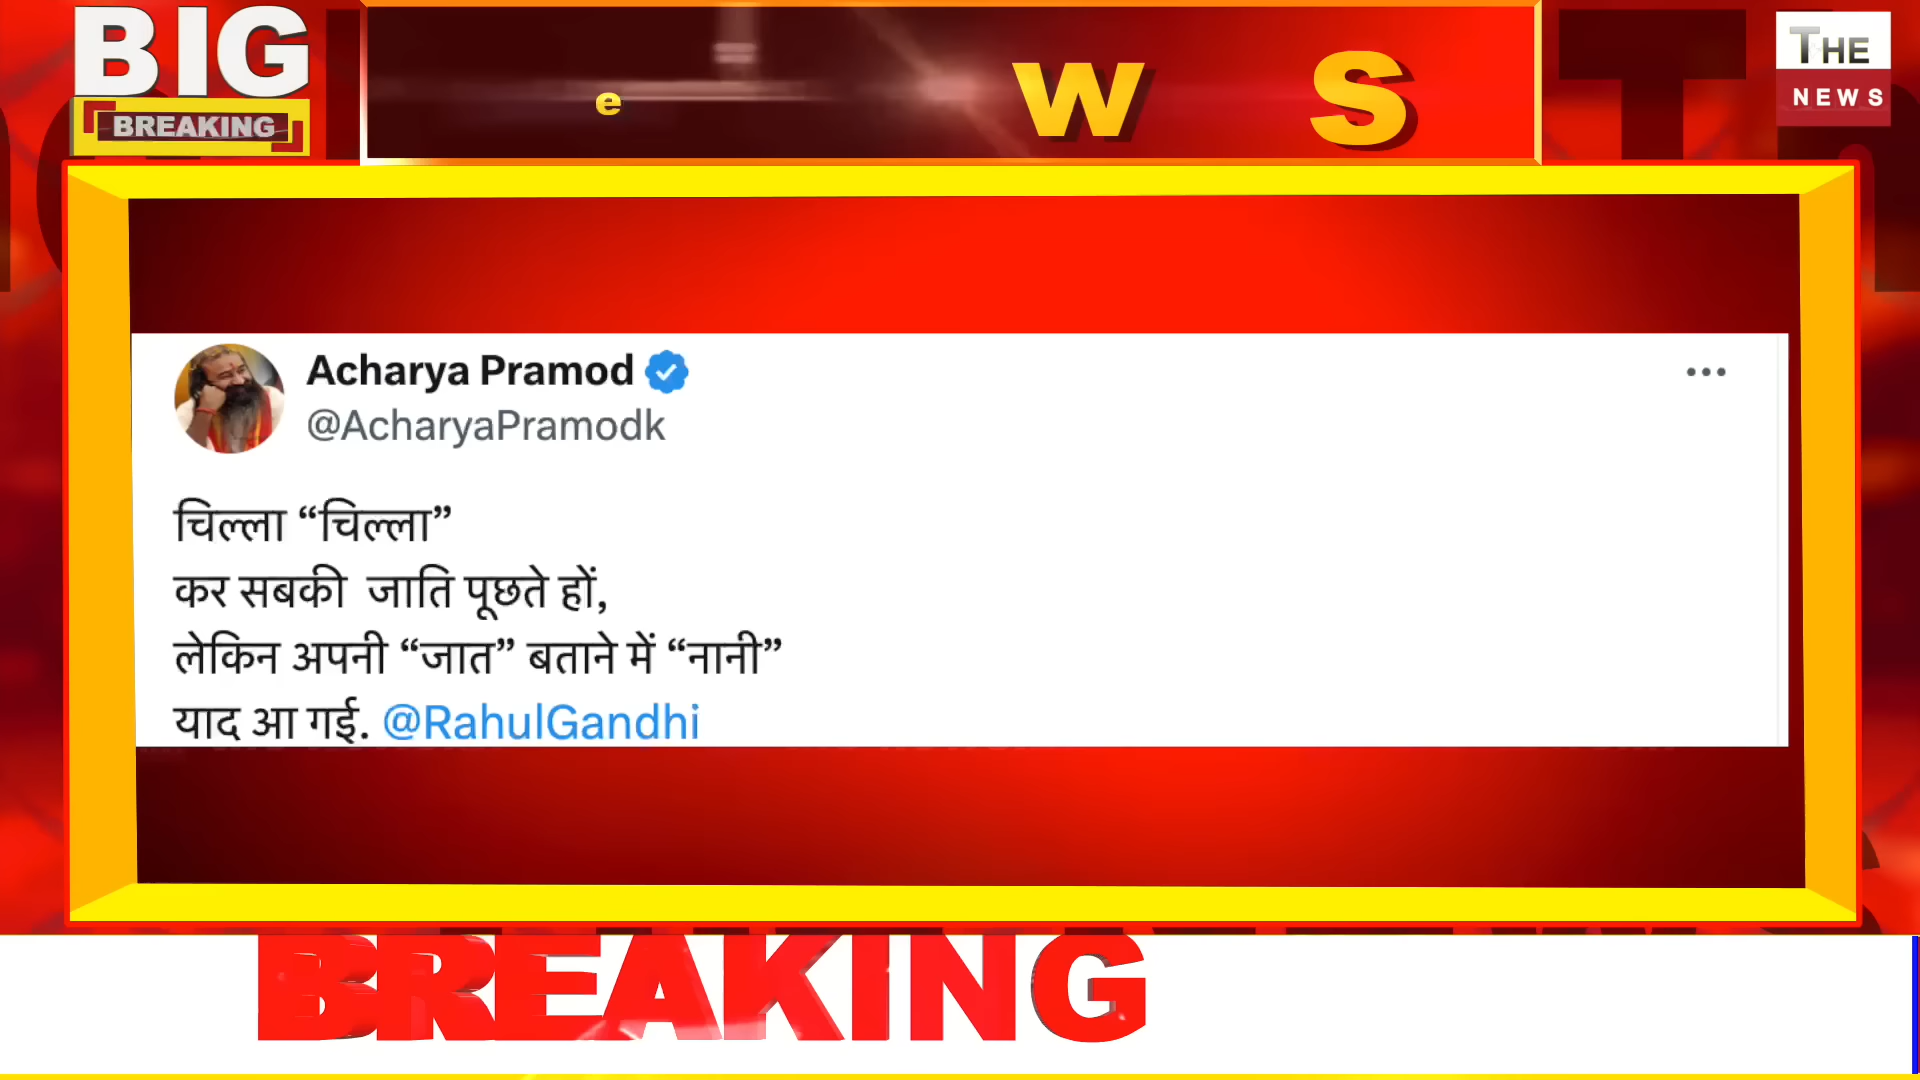 BIG
BREAKING
e w s
THE
NEWS
Acharya Pramod
@AcharyaPramodk
चिल्ला “चिल्ला”
कर सबकी जाति पूछते हों,
लेकिन अपनी “जात” बताने में “नानी”
याद आ गई. @RahulGandhi
BREAKING